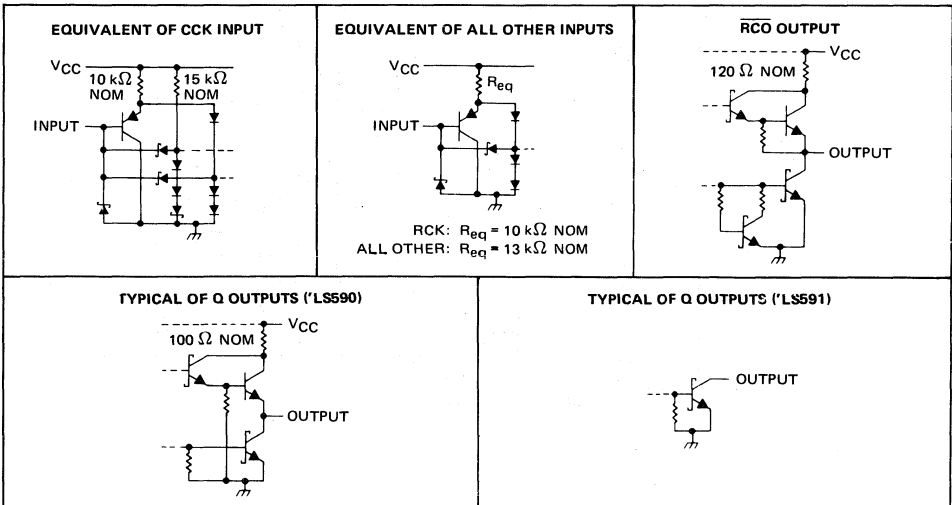 EQUIVALENT OF CCK INPUT
VCC
10 kΩ
NOM
15 kΩ
NOM
INPUT
EQUIVALENT OF ALL OTHER INPUTS
VCC
Req
INPUT
RCK: Req = 10 kΩ NOM
ALL OTHER: Req = 13 kΩ NOM
RCO OUTPUT
VCC
120 Ω NOM
OUTPUT
TYPICAL OF Q OUTPUTS ('LS590)
VCC
100 Ω NOM
OUTPUT
TYPICAL OF Q OUTPUTS ('LS591)
OUTPUT